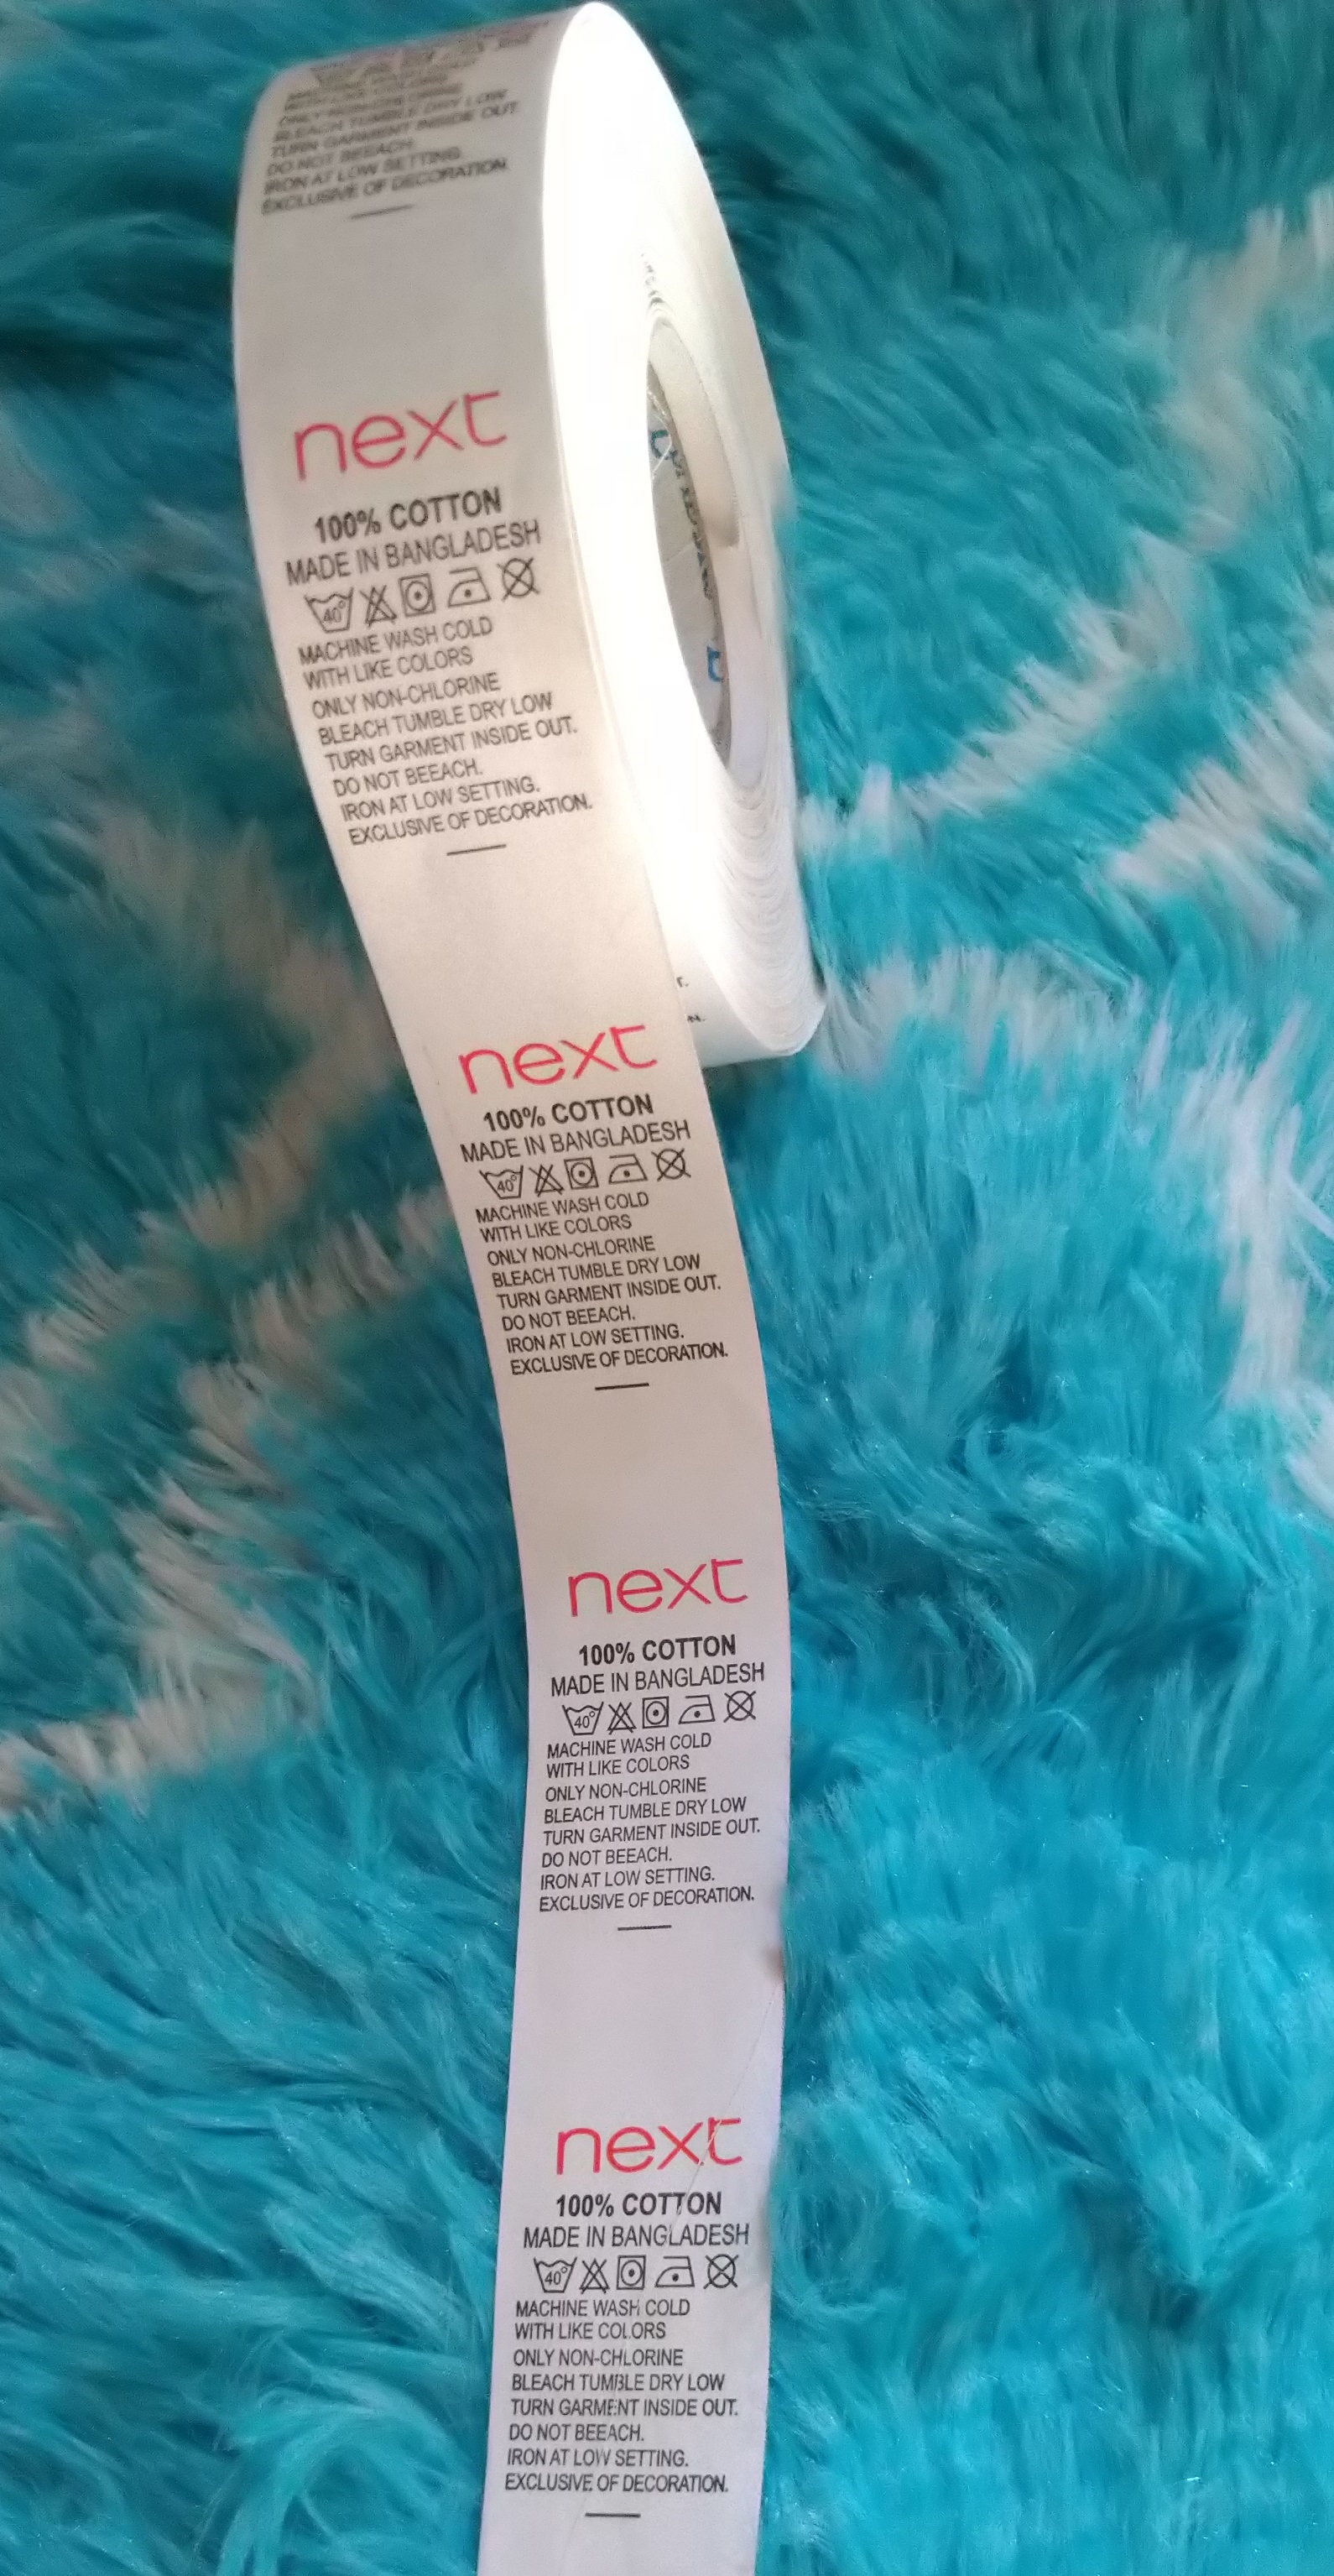 ONLY NON-CHLORINE
BLEACH TUMBLE DRY LOW
TURN GARMENT INSIDE OUT.
DO NOT BEEACH.
IRON AT LOW SETTING.
EXCLUSIVE OF DECORATION.
next
100% COTTON
MADE IN BANGLADESH
40°
MACHINE WASH COLD
WITH LIKE COLORS
ONLY NON-CHLORINE
BLEACH TUMBLE DRY LOW
TURN GARMENT INSIDE OUT.
DO NOT BEEACH.
IRON AT LOW SETTING.
EXCLUSIVE OF DECORATION.
next
100% COTTON
MADE IN BANGLADESH
40°
MACHINE WASH COLD
WITH LIKE COLORS
ONLY NON-CHLORINE
BLEACH TUMBLE DRY LOW
TURN GARMENT INSIDE OUT.
DO NOT BEEACH.
IRON AT LOW SETTING.
EXCLUSIVE OF DECORATION.
next
100% COTTON
MADE IN BANGLADESH
40°
MACHINE WASH COLD
WITH LIKE COLORS
ONLY NON-CHLORINE
BLEACH TUMBLE DRY LOW
TURN GARMENT INSIDE OUT.
DO NOT BEEACH.
IRON AT LOW SETTING.
EXCLUSIVE OF DECORATION.
next
100% COTTON
MADE IN BANGLADESH
40°
MACHINE WASH COLD
WITH LIKE COLORS
ONLY NON-CHLORINE
BLEACH TUMBLE DRY LOW
TURN GARMENT INSIDE OUT.
DO NOT BEEACH.
IRON AT LOW SETTING.
EXCLUSIVE OF DECORATION.